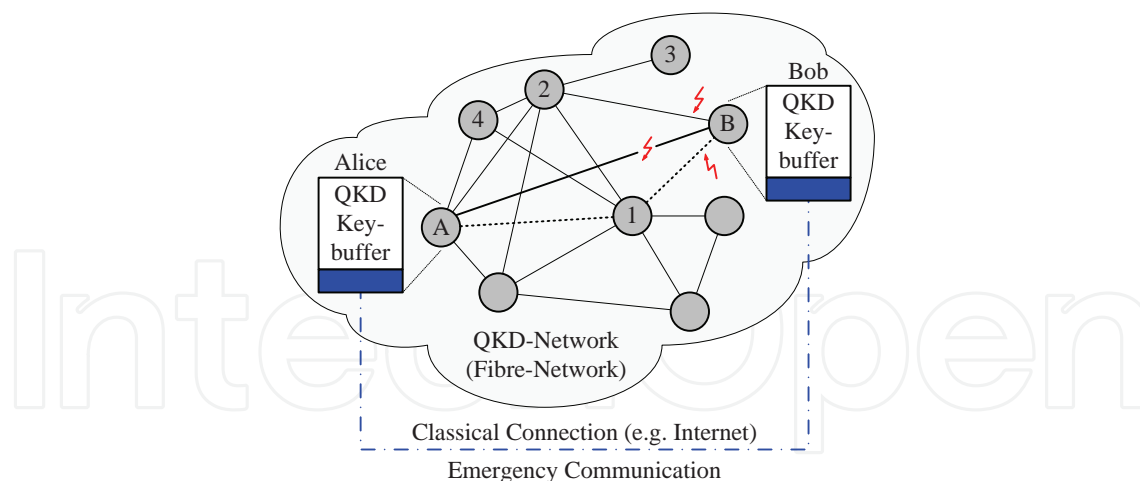 3
Bob
2
QKD
Key-
buffer
4
B
Alice
QKD
Key-
buffer
A
1
QKD-Network
(Fibre-Network)
IntechOpen
Classical Connection (e.g. Internet)
Emergency Communication